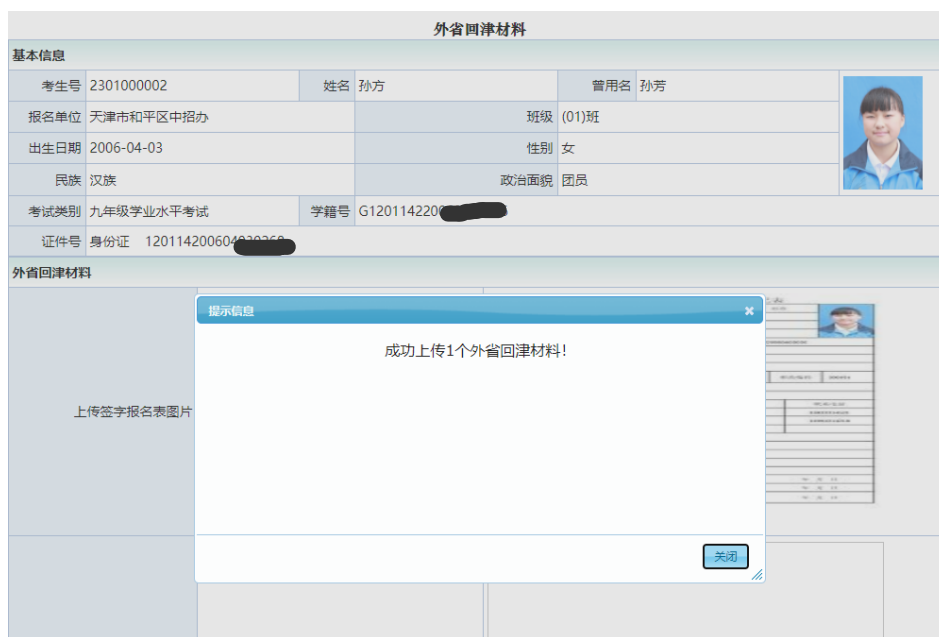 外省回津材料
基本信息
考生号 2301000002 姓名 孙方 曾用名 孙芳
报名单位 天津市和平区中招办 班级 (01)班
出生日期 2006-04-03 性别 女
民族 汉族 政治面貌 团员
考试类别 九年级学业水平考试 学籍号 G120114220
证件号 身份证 120114200604
外省回津材料
提示信息
成功上传1个外省回津材料!
上传签字报名表图片
关闭